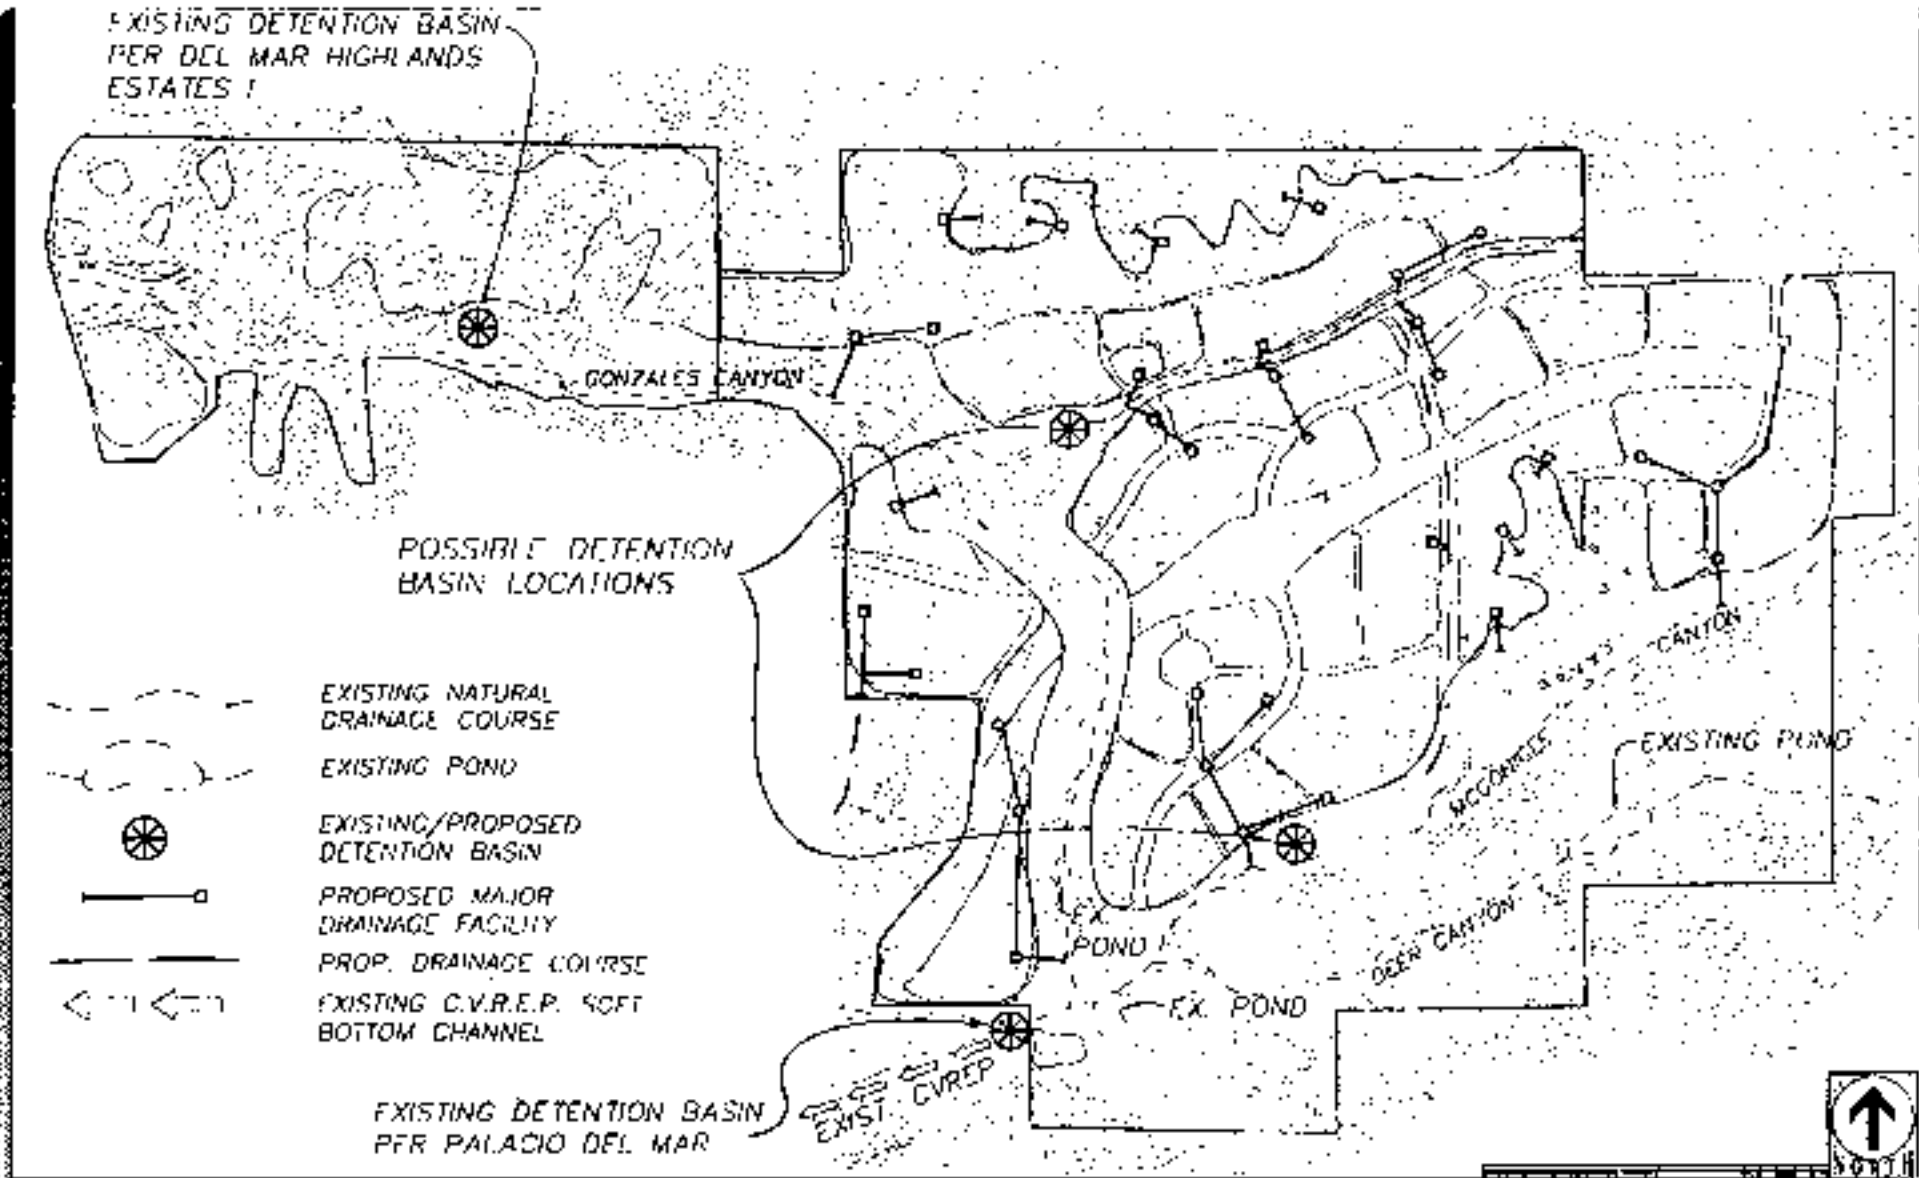 EXISTING DETENTION BASIN
PER DEL MAR HIGHLANDS
ESTATES I
GONZALES CANYON
POSSIBLE DETENTION
BASIN LOCATIONS
CANYON
EXISTING NATURAL
DRAINAGE COURSE
EXISTING POND
MCGONIGLE
EXISTING POND
EXISTING/PROPOSED
DETENTION BASIN
PROPOSED MAJOR
DRAINAGE FACILITY
EX.
POND
DEER CANYON
PROP. DRAINAGE COURSE
EXISTING C.V.R.E.P. SOFT
BOTTOM CHANNEL
EX. POND
EXIST. CVREP
EXISTING DETENTION BASIN
PER PALACIO DEL MAR
NORTH